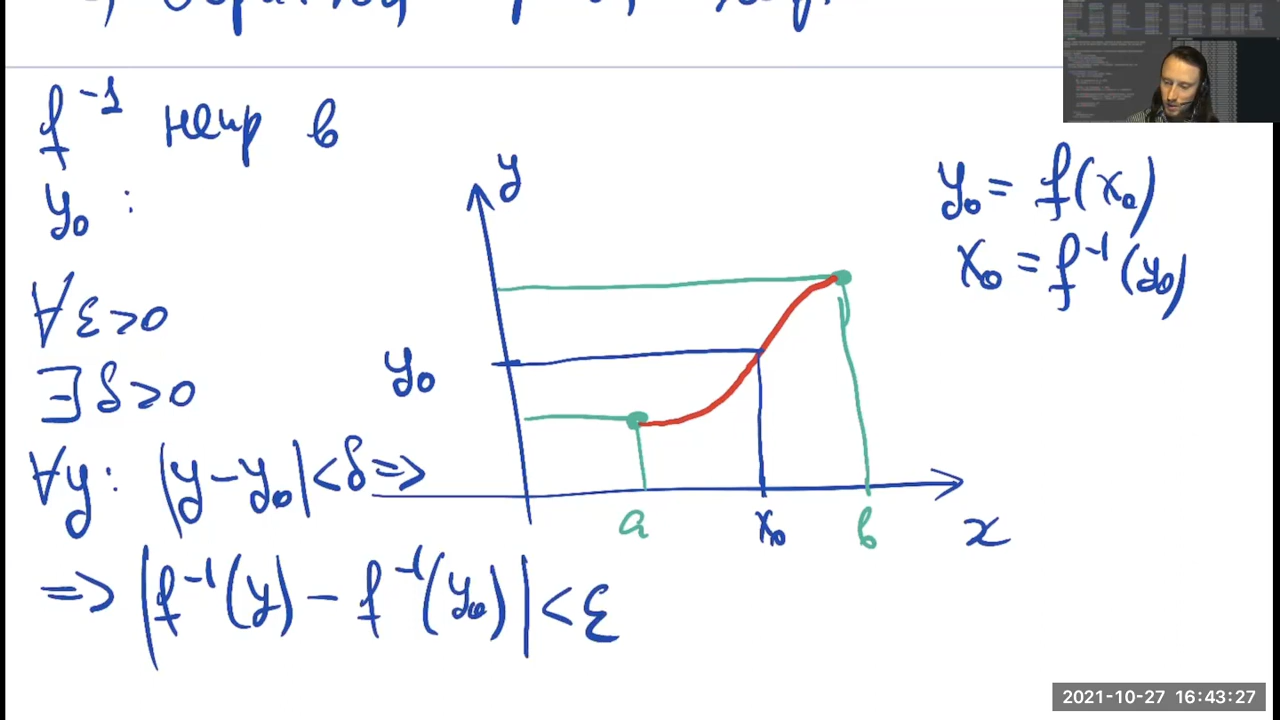 f⁻¹ непр в
y₀ :
∀ε>0
∃δ>0
∀y: |y-y₀|<δ=>
=> |f⁻¹(y) - f⁻¹(y₀)| < ε
y
y₀
a
x₀
b
x
y₀ = f(x₀)
x₀ = f⁻¹(y₀)
2021-10-27 16:43:27